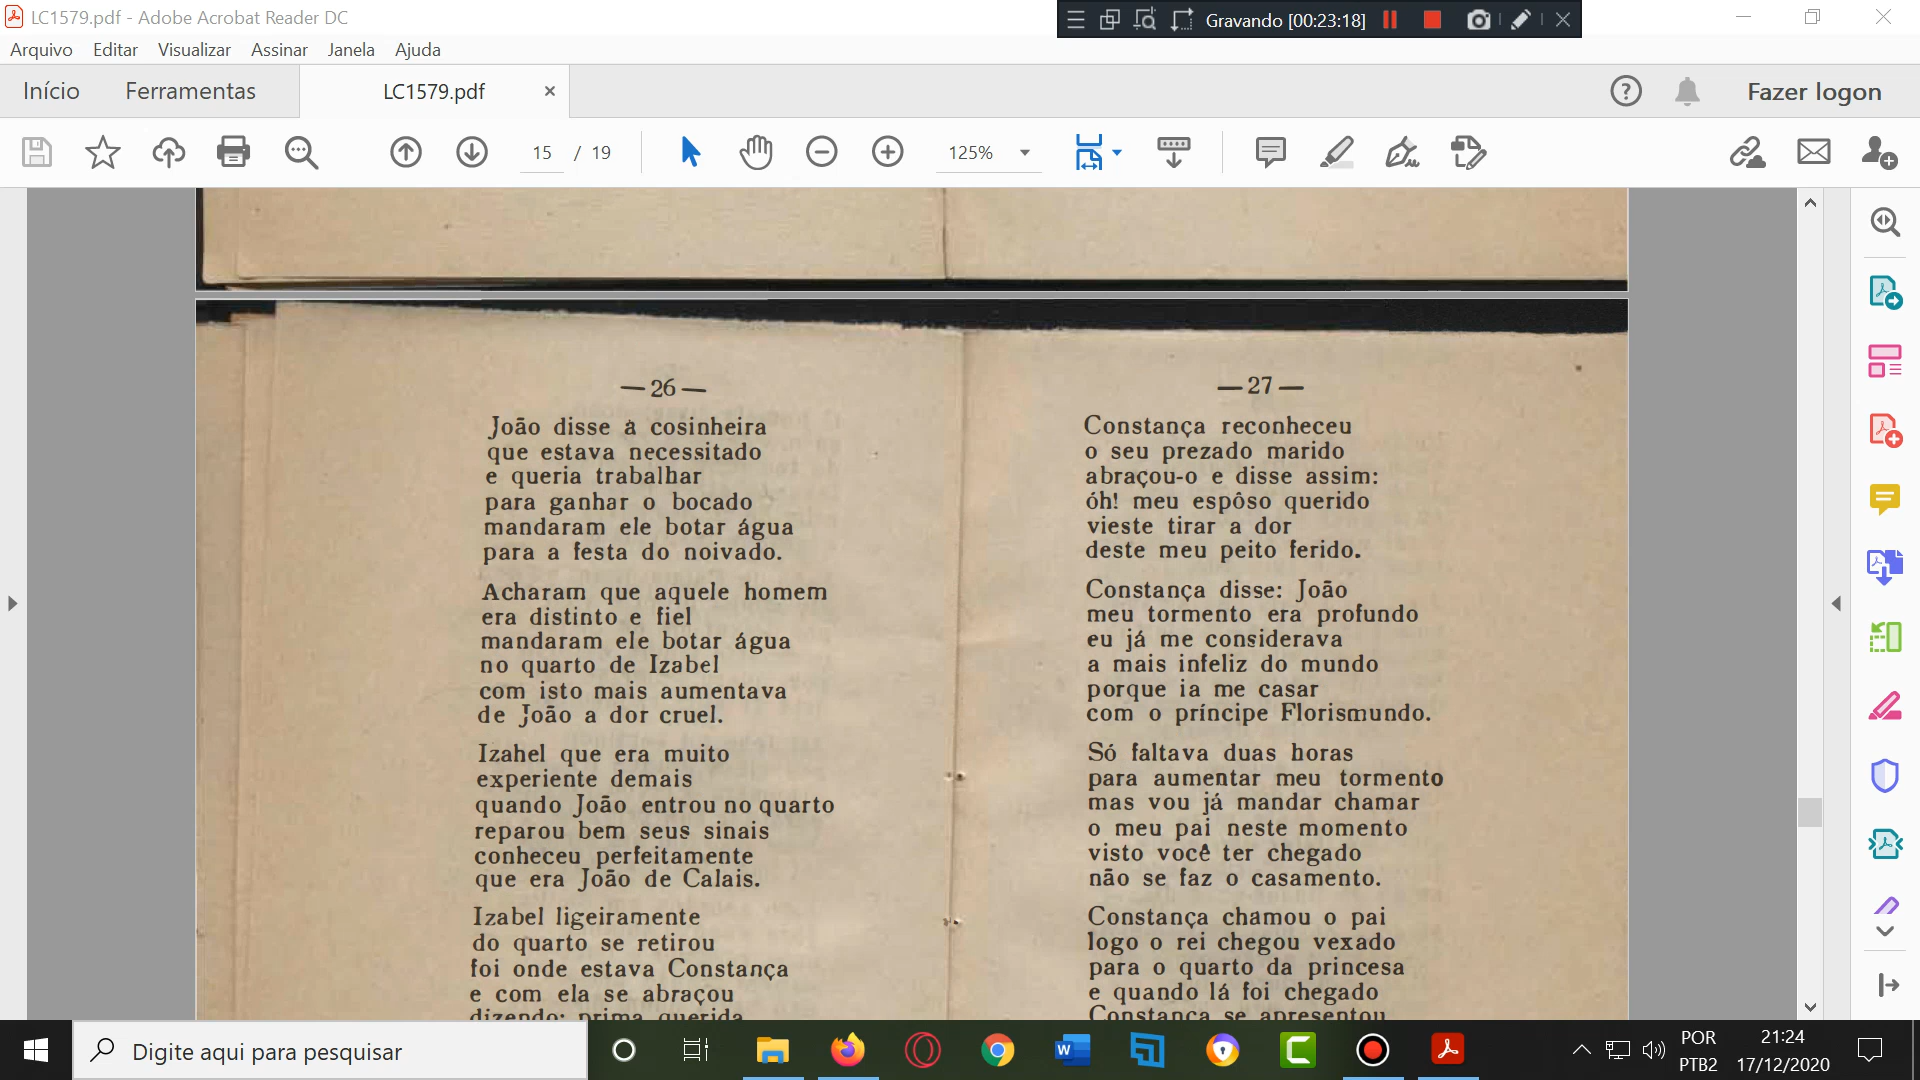 LC1579.pdf - Adobe Acrobat Reader DC
Gravando [00:23:18]
Arquivo Editar Visualizar Assinar Janela Ajuda
Início Ferramentas LC1579.pdf × Fazer logon
15 / 19 125%
— 26 —
João disse à cosinheira
que estava necessitado
e queria trabalhar
para ganhar o bocado
mandaram ele botar água
para a festa do noivado.
Acharam que aquele homem
era distinto e fiel
mandaram ele botar água
no quarto de Izabel
com isto mais aumentava
de João a dor cruel.
Izahel que era muito
experiente demais
quando João entrou no quarto
reparou bem seus sinais
conheceu perfeitamente
que era João de Calais.
Izabel ligeiramente
do quarto se retirou
foi onde estava Constança
e com ela se abraçou
dizendo: prima querida
— 27 —
Constança reconheceu
o seu prezado marido
abraçou-o e disse assim:
óh! meu espôso querido
vieste tirar a dor
deste meu peito ferido.
Constança disse: João
meu tormento era profundo
eu já me considerava
a mais infeliz do mundo
porque ia me casar
com o príncipe Florismundo.
Só faltava duas horas
para aumentar meu tormento
mas vou já mandar chamar
o meu pai neste momento
visto você ter chegado
não se faz o casamento.
Constança chamou o pai
logo o rei chegou vexado
para o quarto da princesa
e quando lá foi chegado
Constança se apresentou
Digite aqui para pesquisar
POR
PTB2
21:24
17/12/2020